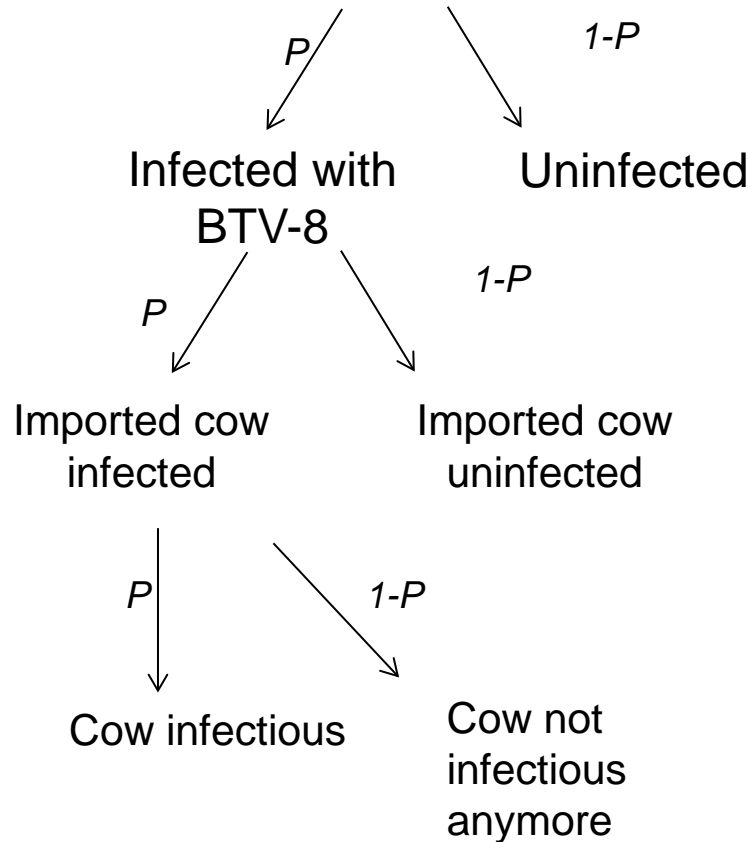 P
1-P
Infected with
BTV-8
Uninfected
P
1-P
Imported cow
infected
Imported cow
uninfected
P
1-P
Cow infectious
Cow not
infectious
anymore